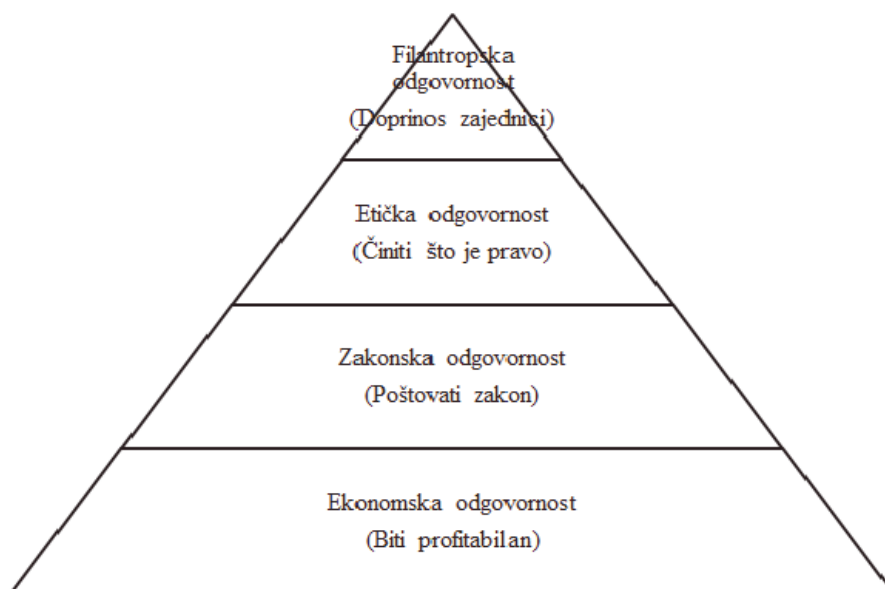 Filantropska
odgovornost
(Doprinos zajednici)
Etička odgovornost
(Činiti što je pravo)
Zakonska odgovornost
(Poštovati zakon)
Ekonomska odgovornost
(Biti profitabilan)